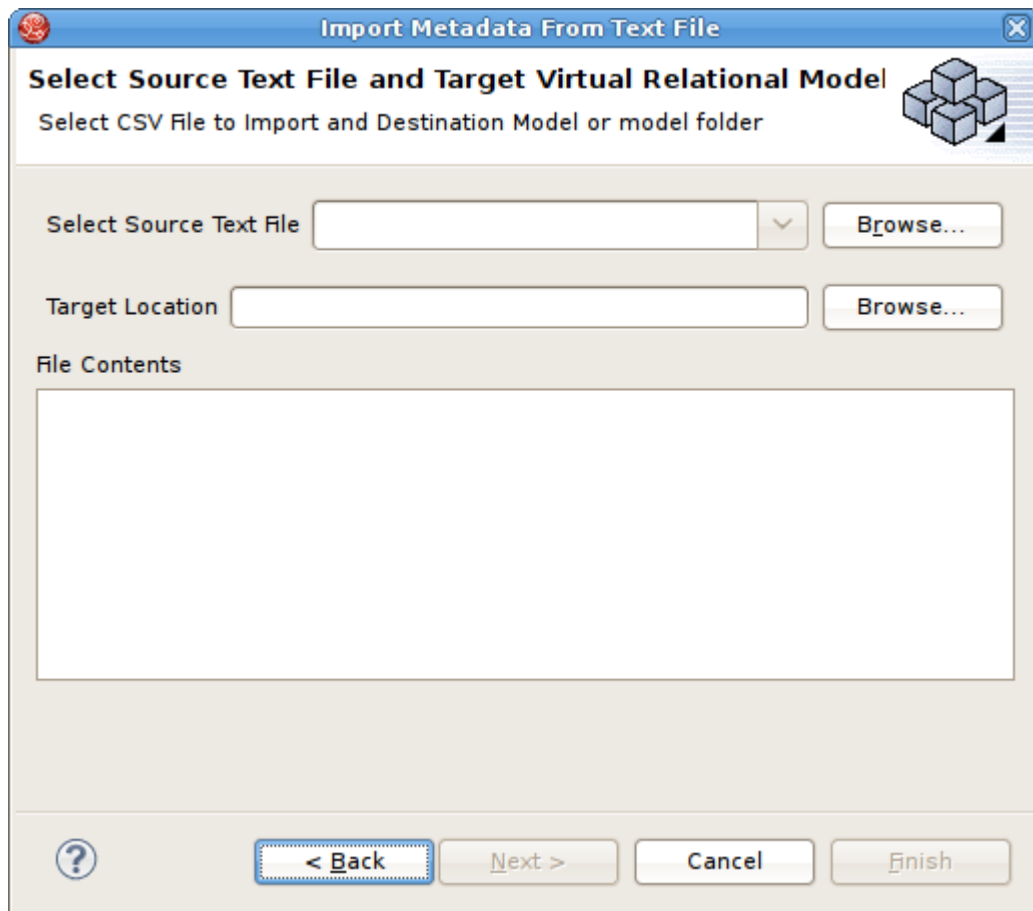 Import Metadata From Text File
Select Source Text File and Target Virtual Relational Model
Select CSV File to Import and Destination Model or model folder
Select Source Text File
Browse...
Target Location
Browse...
File Contents
?
< Back
Next >
Cancel
Finish